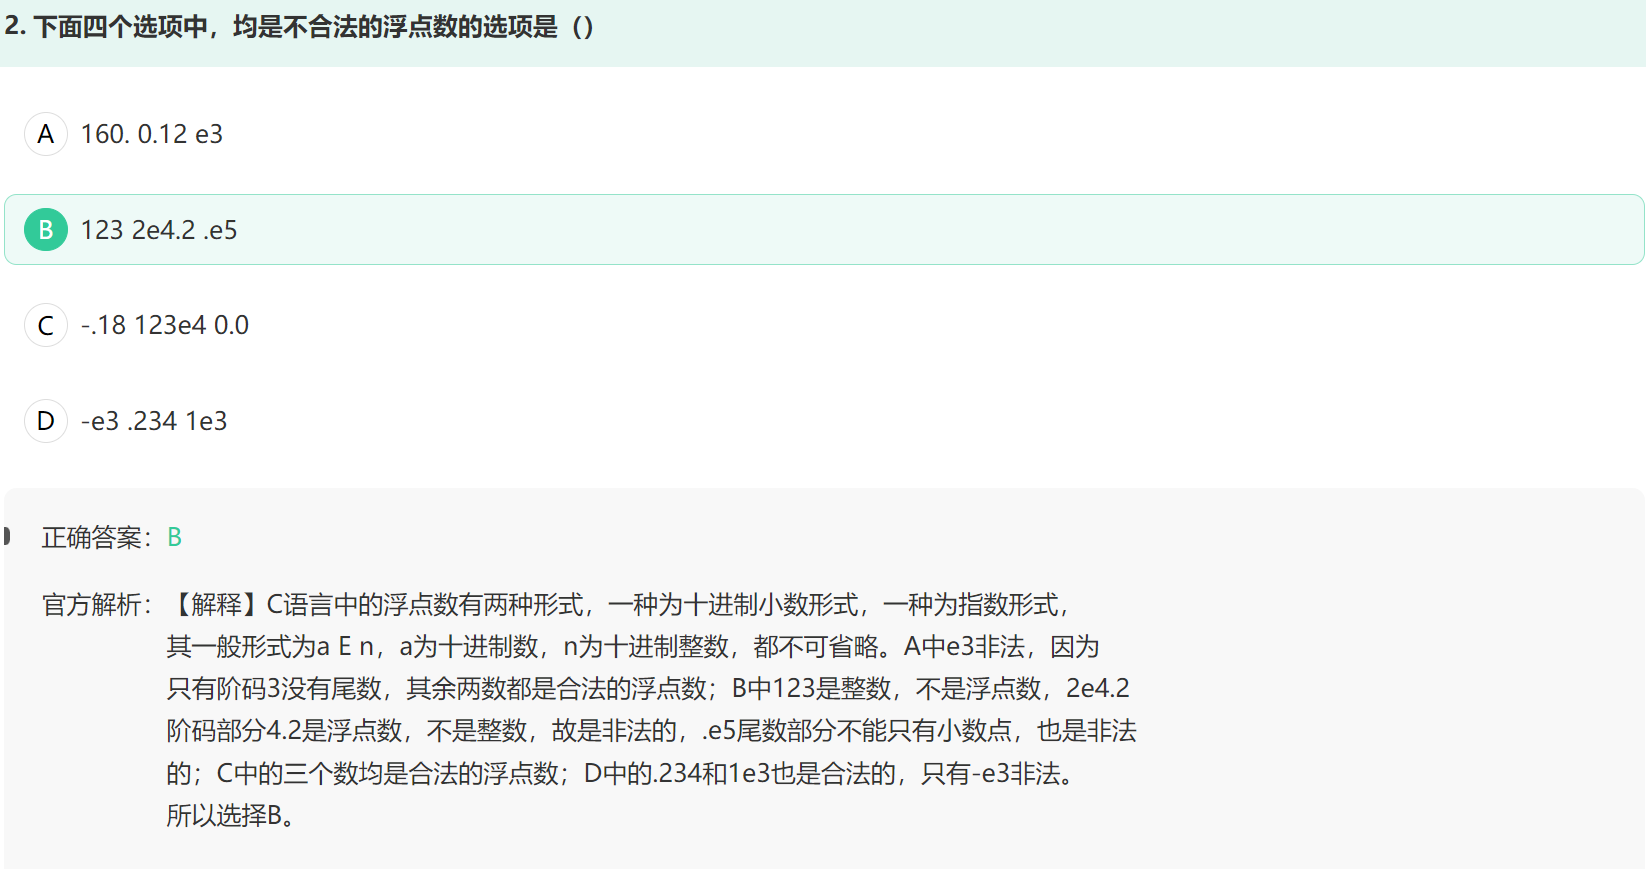 2. 下面四个选项中，均是不合法的浮点数的选项是（）
A 160. 0.12 e3
B 123 2e4.2 .e5
C -.18 123e4 0.0
D -e3 .234 1e3
正确答案： B
官方解析： 【解释】C语言中的浮点数有两种形式，一种为十进制小数形式，一种为指数形式，
其一般形式为a E n，a为十进制数，n为十进制整数，都不可省略。A中e3非法，因为
只有阶码3没有尾数，其余两数都是合法的浮点数；B中123是整数，不是浮点数，2e4.2
阶码部分4.2是浮点数，不是整数，故是非法的，.e5尾数部分不能只有小数点，也是非法
的；C中的三个数均是合法的浮点数；D中的.234和1e3也是合法的，只有-e3非法。
所以选择B。